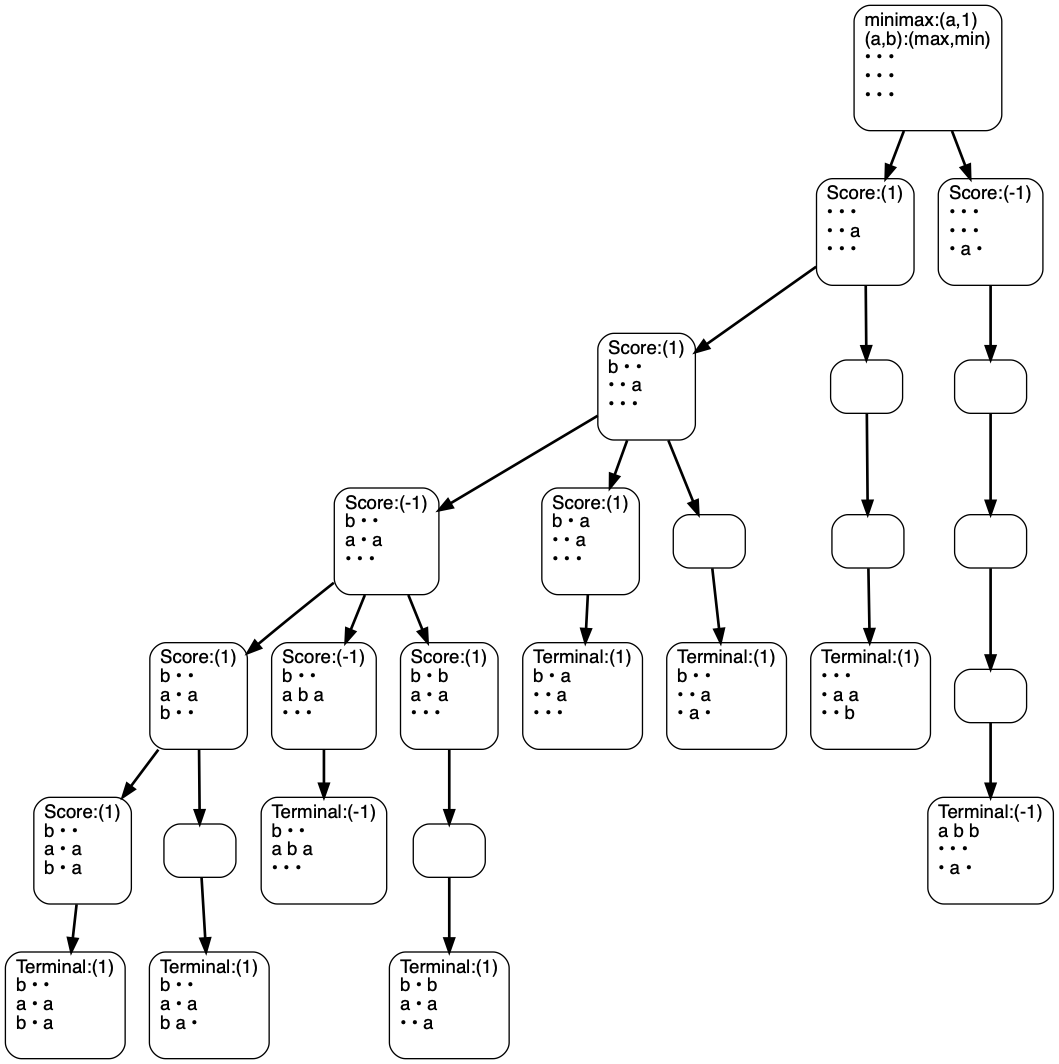 minimax:(a,1)
(a,b):(max,min)
• • •
• • •
• • •
Score:(1)
• • •
• • a
• • •
Score:(-1)
• • •
• • •
• a •
Score:(1)
b • •
• • a
• • •
Score:(-1)
b • •
a • a
• • •
Score:(1)
b • a
• • a
• • •
Score:(1)
b • •
a • a
b • •
Score:(-1)
b • •
a b a
• • •
Score:(1)
b • b
a • a
• • •
Terminal:(1)
b • a
• • a
• • •
Terminal:(1)
b • •
• • a
• a •
Terminal:(1)
• • •
• a a
• • b
Score:(1)
b • •
a • a
b • a
Terminal:(-1)
b • •
a b a
• • •
Terminal:(-1)
a b b
• • •
• a •
Terminal:(1)
b • •
a • a
b • a
Terminal:(1)
b • •
a • a
b a •
Terminal:(1)
b • b
a • a
• • a